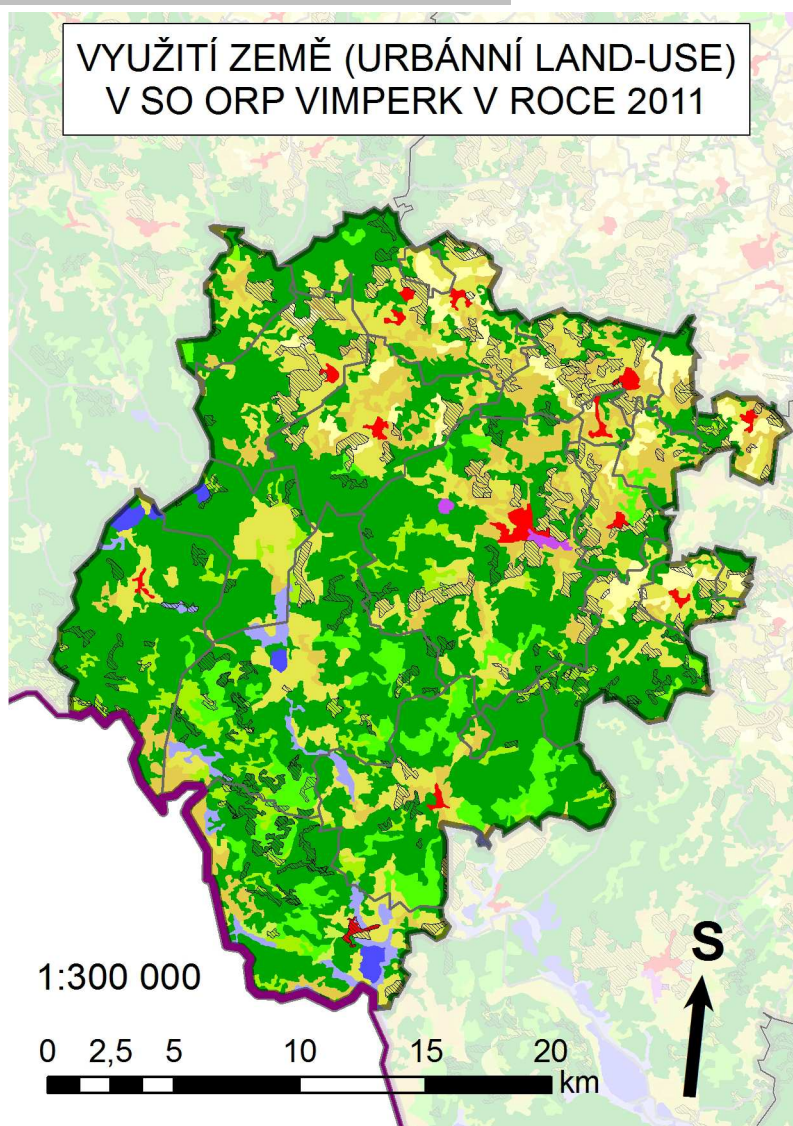 VYUŽITÍ ZEMĚ (URBÁNNÍ LAND-USE)
V SO ORP VIMPERK V ROCE 2011
S
1:300 000
0 2,5 5 10 15 20
km